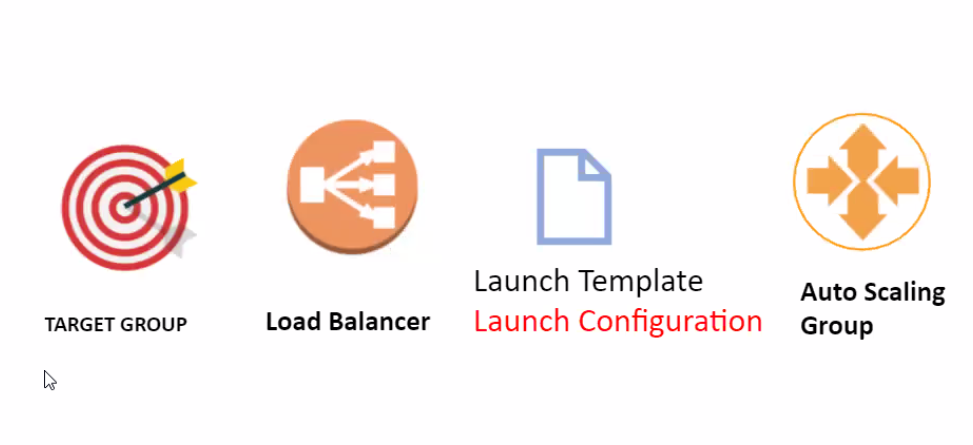 TARGET GROUP
Load Balancer
Launch Template
Launch Configuration
Auto Scaling
Group